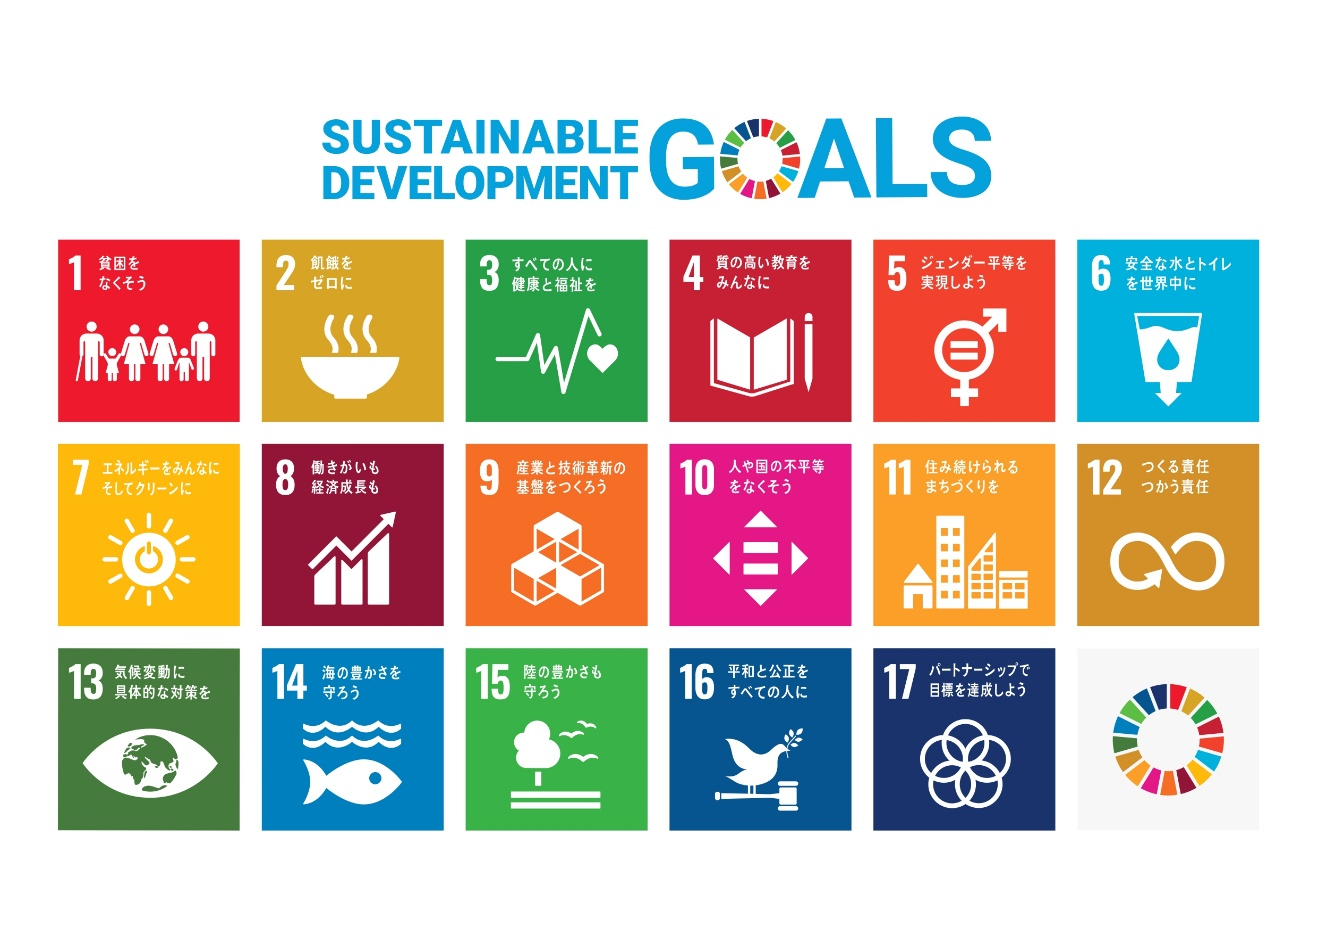 SUSTAINABLE
DEVELOPMENT
GOALS
1
貧困を
なくそう
2
飢餓を
ゼロに
3
すべての人に
健康と福祉を
4
質の高い教育を
みんなに
5
ジェンダー平等を
実現しよう
6
安全な水とトイレ
を世界中に
7
エネルギーをみんなに
そしてクリーンに
8
働きがいも
経済成長も
9
産業と技術革新の
基盤をつくろう
10
人や国の不平等
をなくそう
11
住み続けられる
まちづくりを
12
つくる責任
つかう責任
13
気候変動に
具体的な対策を
14
海の豊かさを
守ろう
15
陸の豊かさも
守ろう
16
平和と公正を
すべての人に
17
パートナーシップで
目標を達成しよう